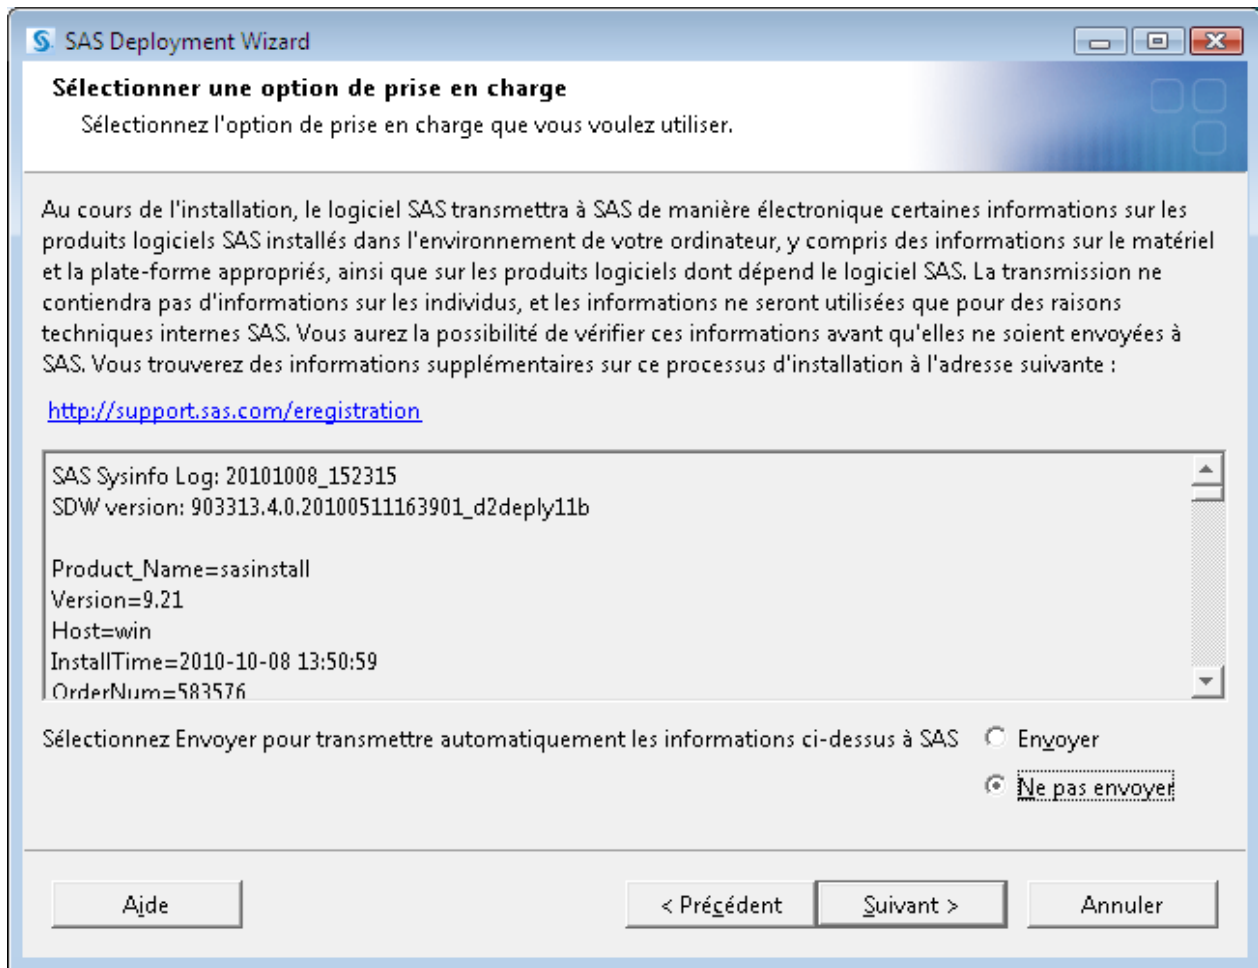 SAS Deployment Wizard
Sélectionner une option de prise en charge
Sélectionnez l'option de prise en charge que vous voulez utiliser.
Au cours de l'installation, le logiciel SAS transmettra à SAS de manière électronique certaines informations sur les
produits logiciels SAS installés dans l'environnement de votre ordinateur, y compris des informations sur le matériel
et la plate-forme appropriés, ainsi que sur les produits logiciels dont dépend le logiciel SAS. La transmission ne
contiendra pas d'informations sur les individus, et les informations ne seront utilisées que pour des raisons
techniques internes SAS. Vous aurez la possibilité de vérifier ces informations avant qu'elles ne soient envoyées à
SAS. Vous trouverez des informations supplémentaires sur ce processus d'installation à l'adresse suivante :
http://support.sas.com/eregistration
SAS Sysinfo Log: 20101008_152315
SDW version: 903313.4.0.20100511163901_d2deply11b
Product_Name=sasinstall
Version=9.21
Host=win
InstallTime=2010-10-08 13:50:59
OrderNum=583576
Sélectionnez Envoyer pour transmettre automatiquement les informations ci-dessus à SAS
Envoyer
Ne pas envoyer
Aide
< Précédent
Suivant >
Annuler